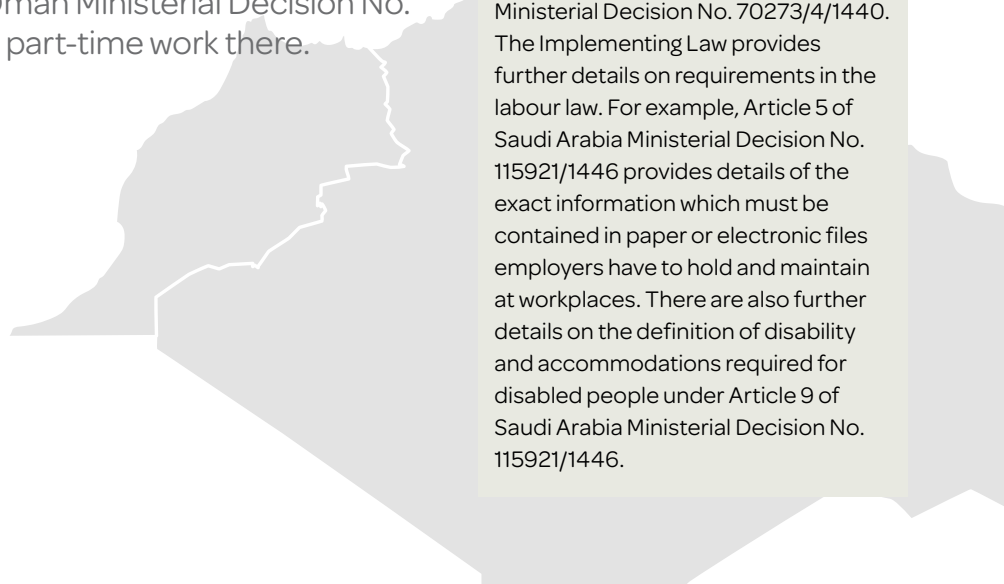 Oman Ministerial Decision No.
part-time work there.
Ministerial Decision No. 70273/4/1440.
The Implementing Law provides
further details on requirements in the
labour law. For example, Article 5 of
Saudi Arabia Ministerial Decision No.
115921/1446 provides details of the
exact information which must be
contained in paper or electronic files
employers have to hold and maintain
at workplaces. There are also further
details on the definition of disability
and accommodations required for
disabled people under Article 9 of
Saudi Arabia Ministerial Decision No.
115921/1446.